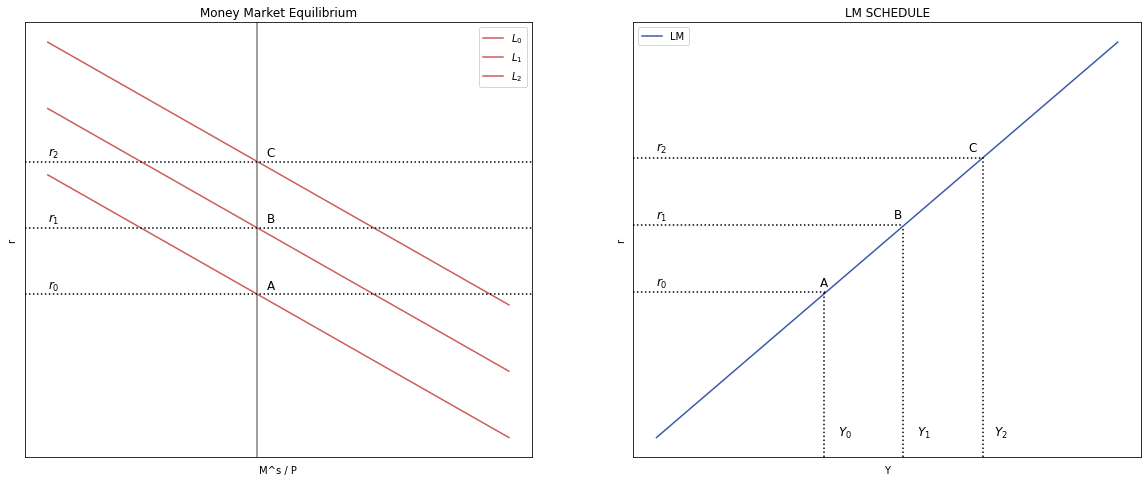 Money Market Equilibrium
L₀
L₁
L₂
r₂
C
r₁
B
r₀
A
r
M^s / P
LM SCHEDULE
LM
r₂
C
r₁
B
r₀
A
Y₀
Y₁
Y₂
r
Y